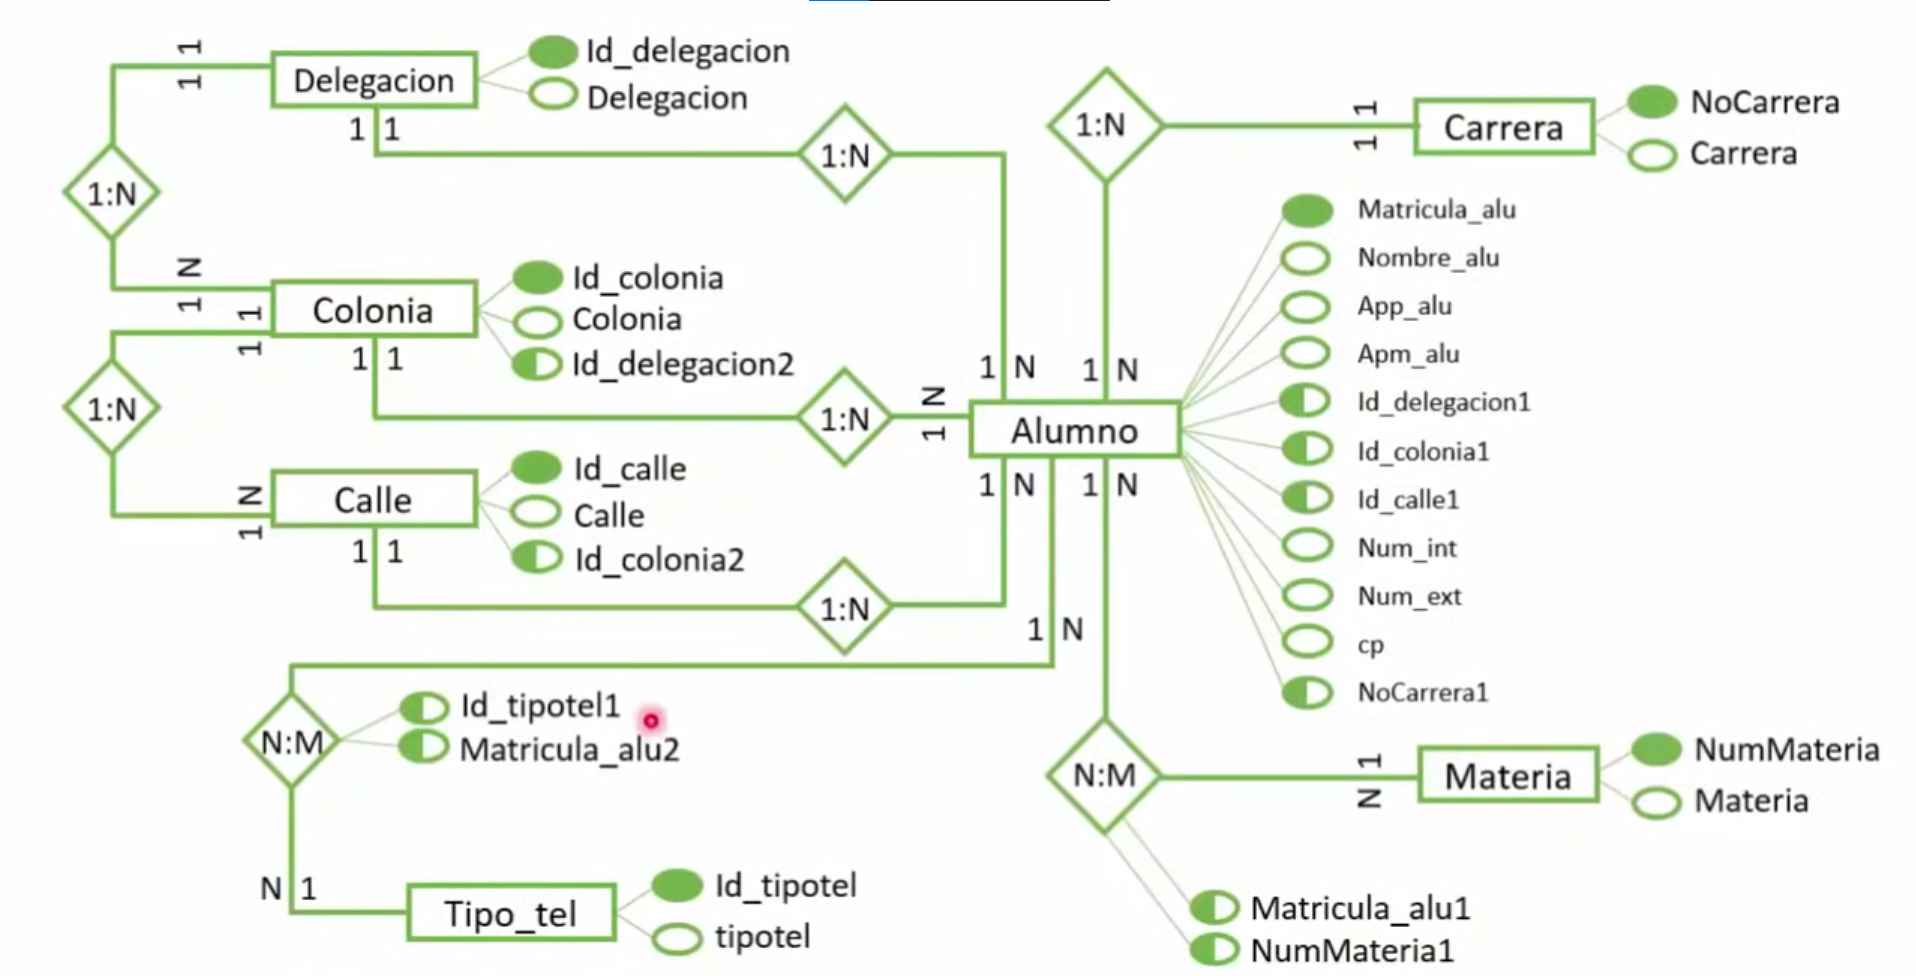 Delegacion
Id_delegacion
Delegacion
1
1
1 1
1:N
1:N
N
1
Colonia
Id_colonia
Colonia
Id_delegacion2
1
1
1 1
1:N
1:N
N
1
N
1
Calle
Id_calle
Calle
Id_colonia2
1 1
1:N
1:N
1
1
Carrera
NoCarrera
Carrera
1 N
1 N
Alumno
1 N
1 N
1 N
Matricula_alu
Nombre_alu
App_alu
Apm_alu
Id_delegacion1
Id_colonia1
Id_calle1
Num_int
Num_ext
cp
NoCarrera1
N:M
Id_tipotel1
Matricula_alu2
N 1
Tipo_tel
Id_tipotel
tipotel
N:M
1
N
Materia
NumMateria
Materia
Matricula_alu1
NumMateria1